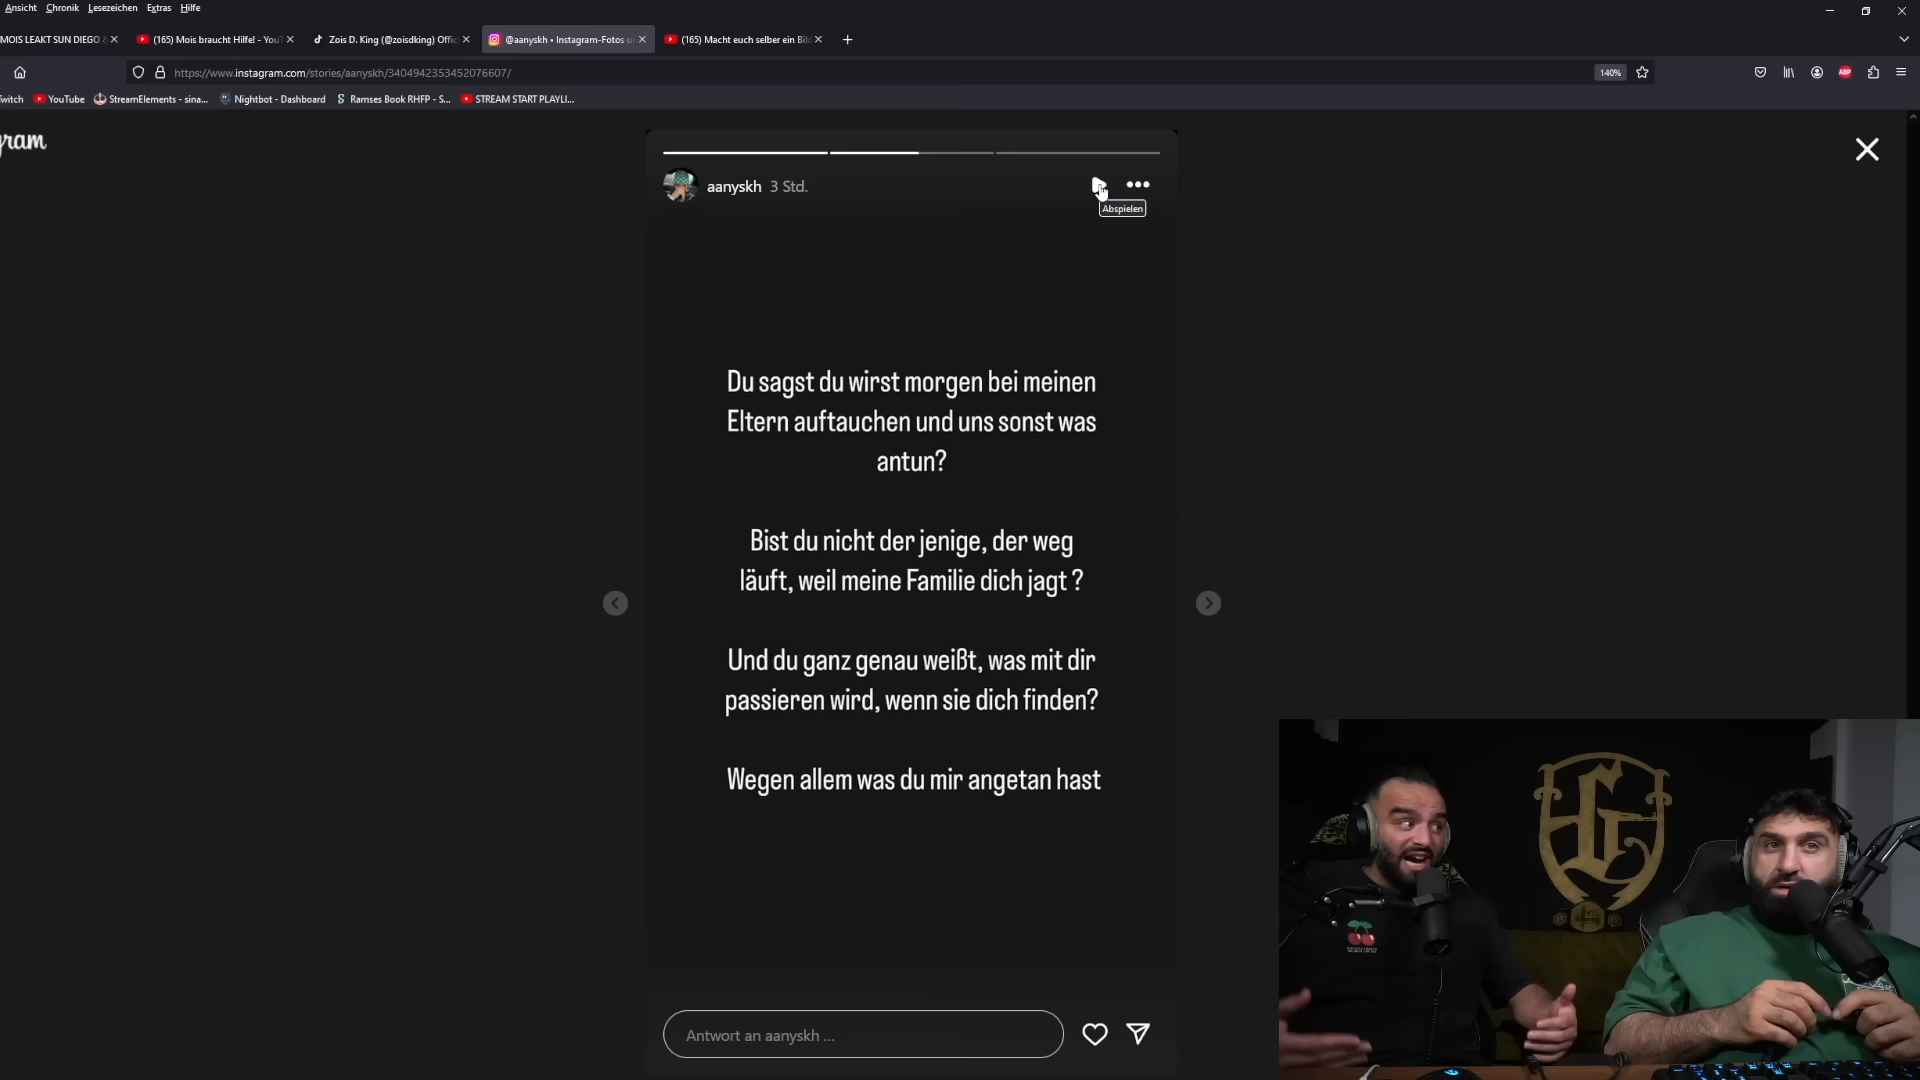 Ansicht Chronik Lesezeichen Extras Hilfe
MOIS LEAKT SUN DIEGO
(165) Mois braucht Hilfe! - YouT
Zois D. King (@zoisdking) Offic
@aanyskh • Instagram-Fotos u
(165) Macht euch selber ein Bil
https://www.instagram.com/stories/aanyskh/3404942353452076607/
140%
ABP
witch YouTube StreamElements - sina... Nightbot - Dashboard Ramses Book RHFP - S... STREAM START PLAYLI...
gram
aanyskh 3 Std.
Abspielen
Du sagst du wirst morgen bei meinen
Eltern auftauchen und uns sonst was
antun?
Bist du nicht der jenige, der weg
läuft, weil meine Familie dich jagt ?
Und du ganz genau weißt, was mit dir
passieren wird, wenn sie dich finden?
Wegen allem was du mir angetan hast
Antwort an aanyskh ...